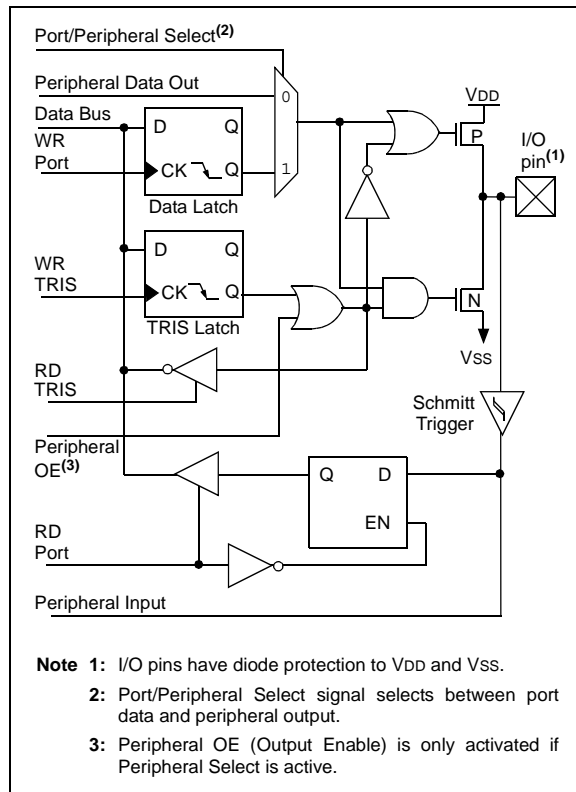 Port/Peripheral Select(2)
Peripheral Data Out
Data Bus
WR
Port
D Q
CK Q
Data Latch
0
1
VDD
P
I/O
pin(1)
WR
TRIS
D Q
CK Q
TRIS Latch
N
VSS
RD
TRIS
Schmitt
Trigger
Peripheral
OE(3)
Q D
EN
RD
Port
Peripheral Input
Note 1: I/O pins have diode protection to VDD and VSS.
2: Port/Peripheral Select signal selects between port
data and peripheral output.
3: Peripheral OE (Output Enable) is only activated if
Peripheral Select is active.